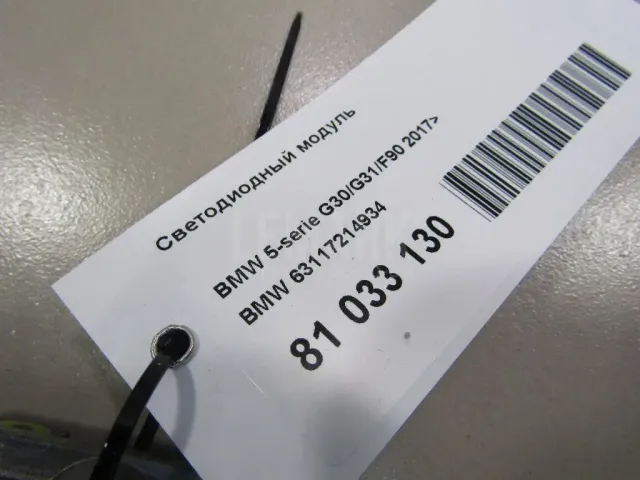 Светодиодный модуль
BMW 5-serie G30/G31/F90 2017>
BMW 63117214934
81 033 130